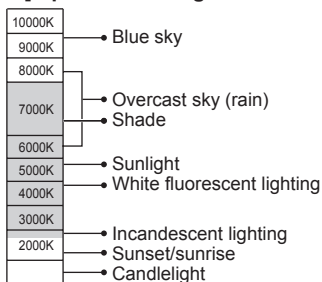 10000K
9000K
Blue sky
8000K
7000K
Overcast sky (rain)
Shade
6000K
5000K
Sunlight
4000K
White fluorescent lighting
3000K
Incandescent lighting
2000K
Sunset/sunrise
Candlelight